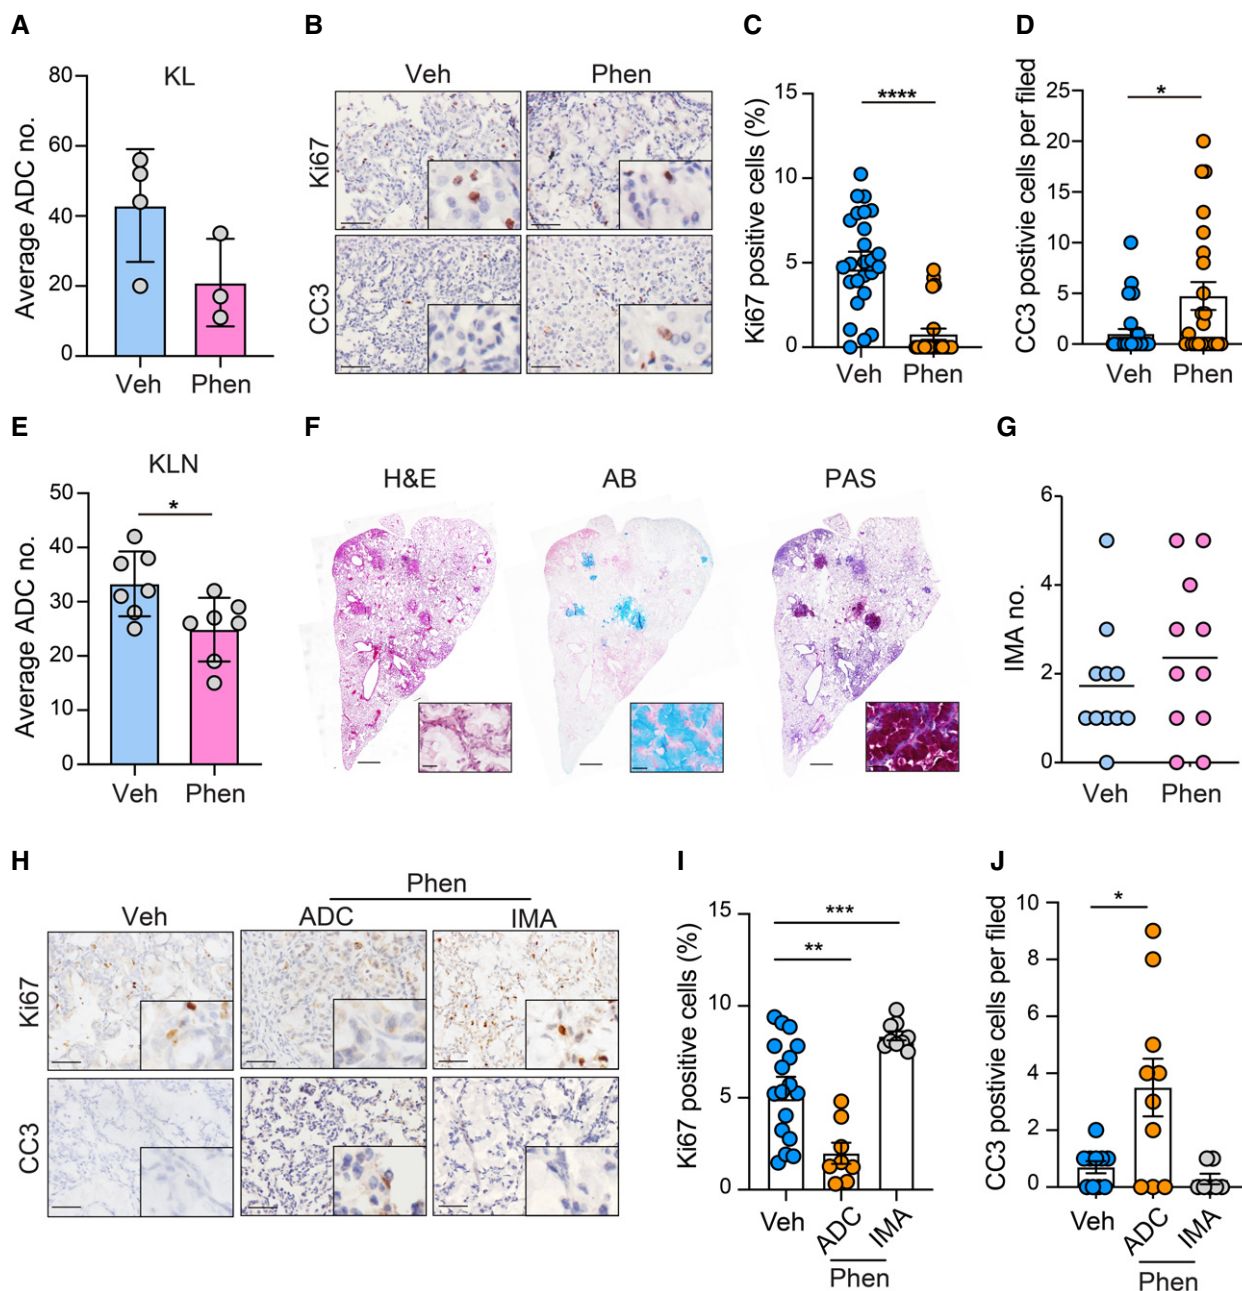 A
KL
Average ADC no.
80
60
40
20
0
Veh Phen
B
Veh Phen
Ki67
CC3
C
Ki67 positive cells (%)
15
10
5
0
****
Veh Phen
D
CC3 postivie cells per filed
25
20
15
10
5
0
*
Veh Phen
E
KLN
Average ADC no.
50
40
30
20
10
0
*
Veh Phen
F
H&E AB PAS
G
IMA no.
6
4
2
0
Veh Phen
H
Phen
Veh ADC IMA
Ki67
CC3
I
Ki67 positive cells (%)
15
10
5
0
***
**
Veh ADC IMA
Phen
J
CC3 postivie cells per filed
10
8
6
4
2
0
*
Veh ADC IMA
Phen